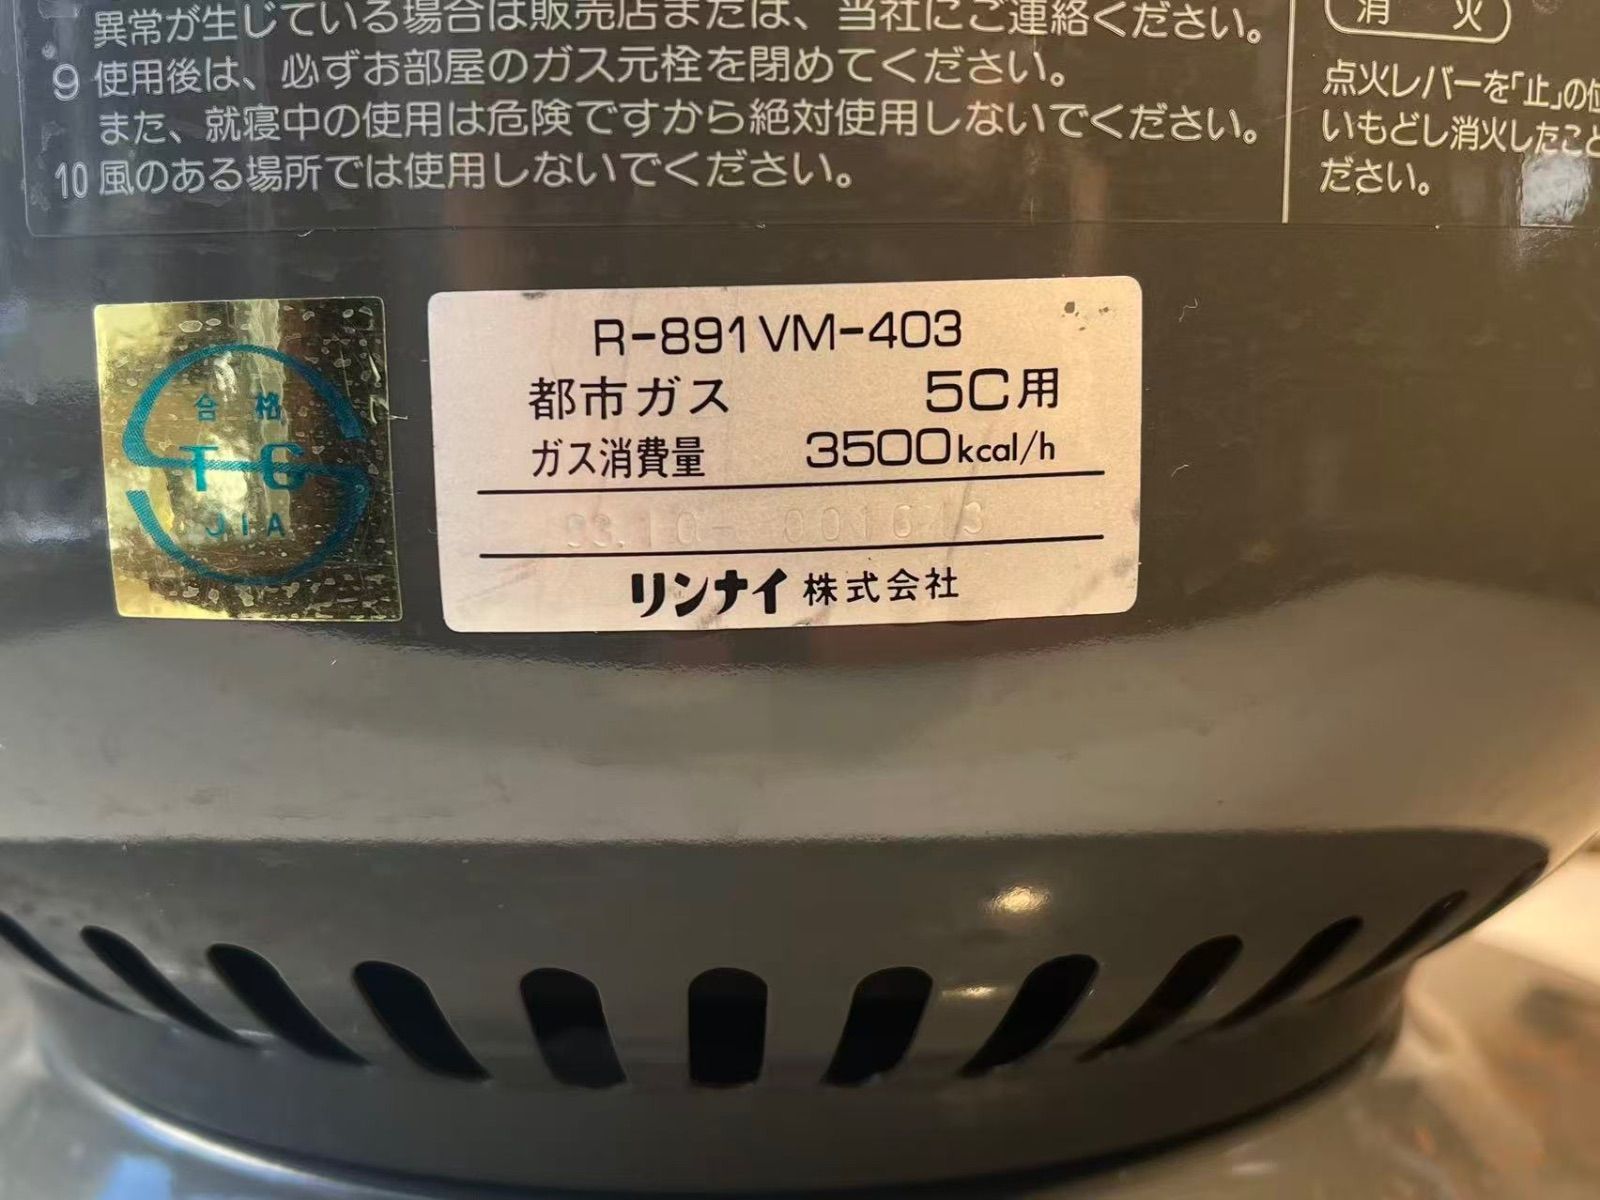 異常が生じている場合は販売店または、当社にご連絡ください。
9 使用後は、必ずお部屋のガス元栓を閉めてください。
また、就寝中の使用は危険ですから絶対使用しないでください。
10 風のある場所では使用しないでください。
消 火
点火レバーを「止」の位
いもどし消火したこと
ださい。
合格
TG
JIA
R-891VM-403
都市ガス 5C用
ガス消費量 3500kcal/h
93.10-
リンナイ株式会社